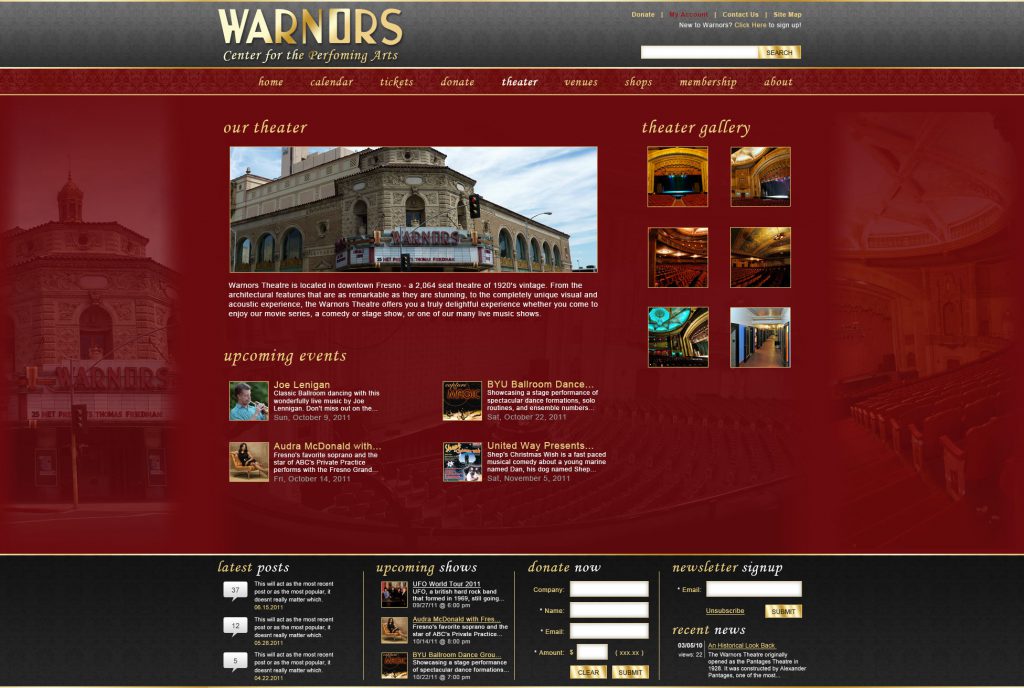 WARNORS
Center for the Perfoming Arts
Donate | My Account | Contact Us | Site Map
New to Warnors? Click Here to sign up!
SEARCH
home calendar tickets donate theater venues shops membership about
our theater
WARNORS
25 MET PRESENTS THOMAS FRIEDMAN
Warnors Theatre is located in downtown Fresno - a 2,064 seat theatre of 1920's vintage. From the
architectural features that are as remarkable as they are stunning, to the completely unique visual and
acoustic experience, the Warnors Theatre offers you a truly delightful experience whether you come to
enjoy our movie series, a comedy or stage show, or one of our many live music shows.
theater gallery
upcoming events
Joe Lenigan
Classic Ballroom dancing with this
wonderfully live music by Joe
Lennigan. Don't miss out on the...
Sun, October 9, 2011
BYU Ballroom Dance...
Showcasing a stage performance of
spectacular dance formations, solo
routines, and ensemble numbers...
Sat, October 22, 2011
Audra McDonald with...
Fresno's favorite soprano and the
star of ABC's Private Practice
performs with the Fresno Grand...
Fri, October 14, 2011
United Way Presents...
Shep's Christmas Wish is a fast paced
musical comedy about a young marine
named Dan, his dog named Shep...
Sat, November 5, 2011
WARNORS
latest posts
37
This will act as the most recent
post or as the most popular, it
doesnt really matter which.
06.15.2011
12
This will act as the most recent
post or as the most popular, it
doesnt really matter which.
05.28.2011
5
This will act as the most recent
post or as the most popular, it
doesnt really matter which.
04.22.2011
upcoming shows
UFO World Tour 2011
UFO, a british hard rock band
that formed in 1969, still going...
09/27/11 @ 6:00 pm
Audra McDonald with Fres...
Fresno's favorite soprano and the
star of ABC's Private Practice...
10/14/11 @ 8:00 pm
BYU Ballroom Dance Grou...
Showcasing a stage performance
of spectacular dance formations...
10/22/11 @ 7:00 pm
donate now
Company:
* Name:
* Email:
* Amount: $ ( xxx.xx )
CLEAR SUBMIT
newsletter signup
* Email:
Unsubscribe SUBMIT
recent news
03/05/10 An Historical Look Back
views: 22 The Warnors Theatre originally
opened as the Pantages Theatre in
1928. It was constructed by Alexander
Pantages, one of the most...